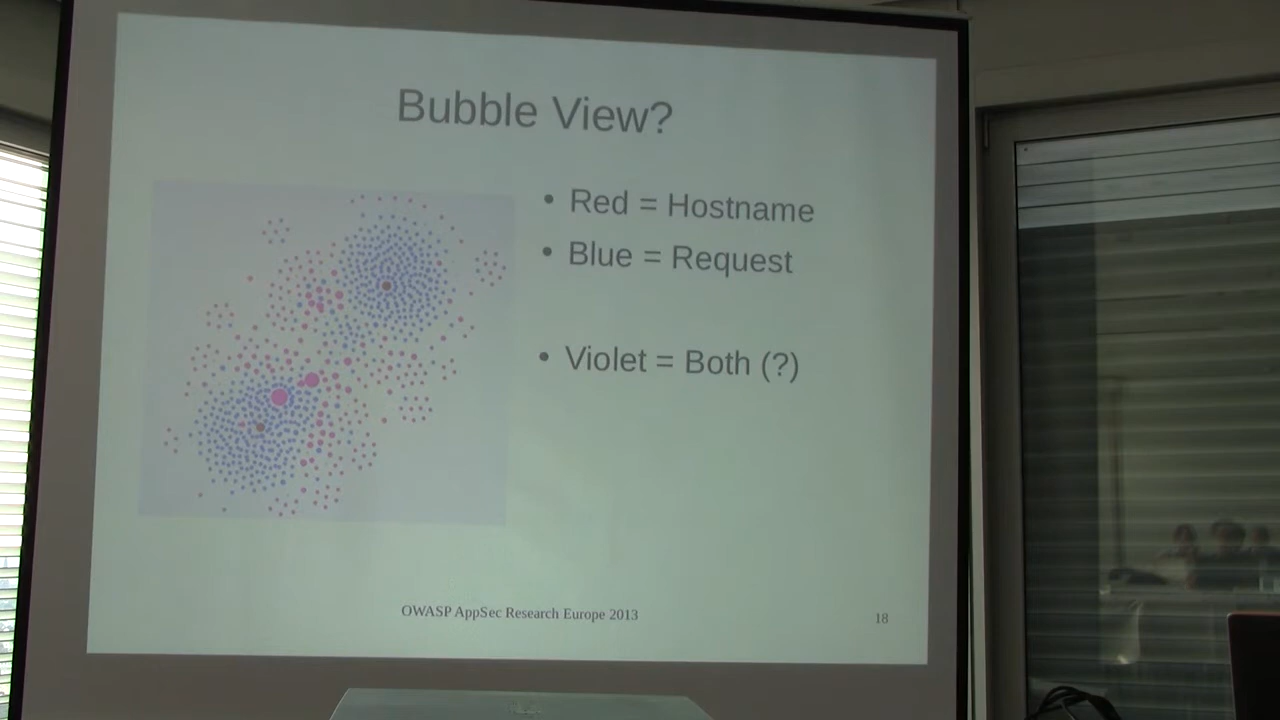 Bubble View?
• Red = Hostname
• Blue = Request
• Violet = Both (?)
OWASP AppSec Research Europe 2013
18